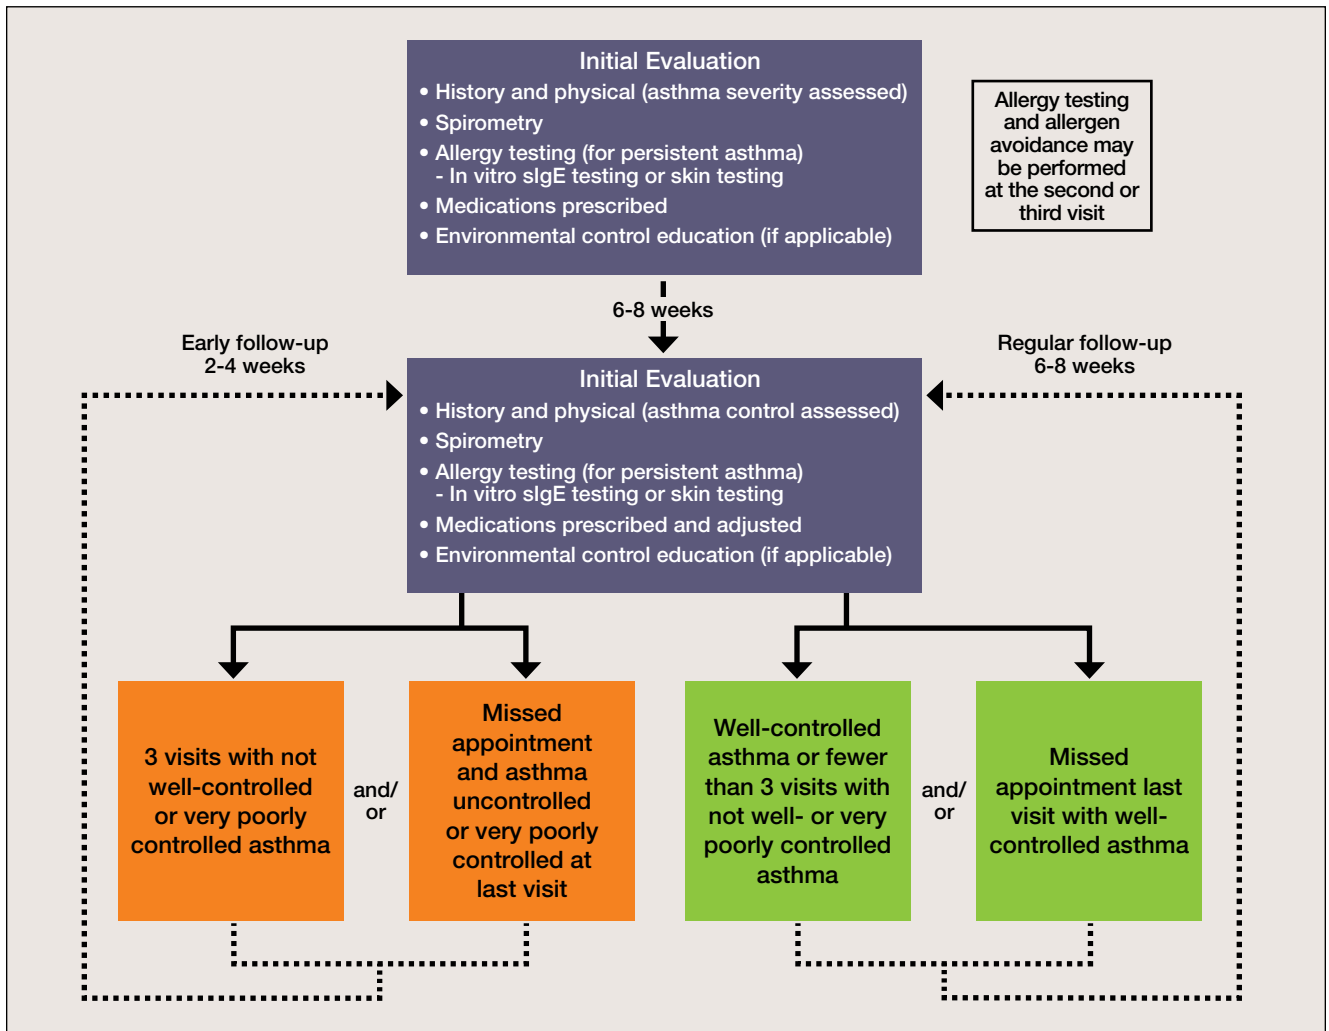 Initial Evaluation
• History and physical (asthma severity assessed)
• Spirometry
• Allergy testing (for persistent asthma)
- In vitro sIgE testing or skin testing
• Medications prescribed
• Environmental control education (if applicable)
Allergy testing
and allergen
avoidance may
be performed
at the second or
third visit
6-8 weeks
Early follow-up
2-4 weeks
Regular follow-up
6-8 weeks
Initial Evaluation
• History and physical (asthma control assessed)
• Spirometry
• Allergy testing (for persistent asthma)
- In vitro sIgE testing or skin testing
• Medications prescribed and adjusted
• Environmental control education (if applicable)
3 visits with not
well-controlled
or very poorly
controlled asthma
and/
or
Missed
appointment
and asthma
uncontrolled
or very poorly
controlled at
last visit
Well-controlled
asthma or fewer
than 3 visits with
not well- or very
poorly controlled
asthma
and/
or
Missed
appointment last
visit with well-
controlled asthma